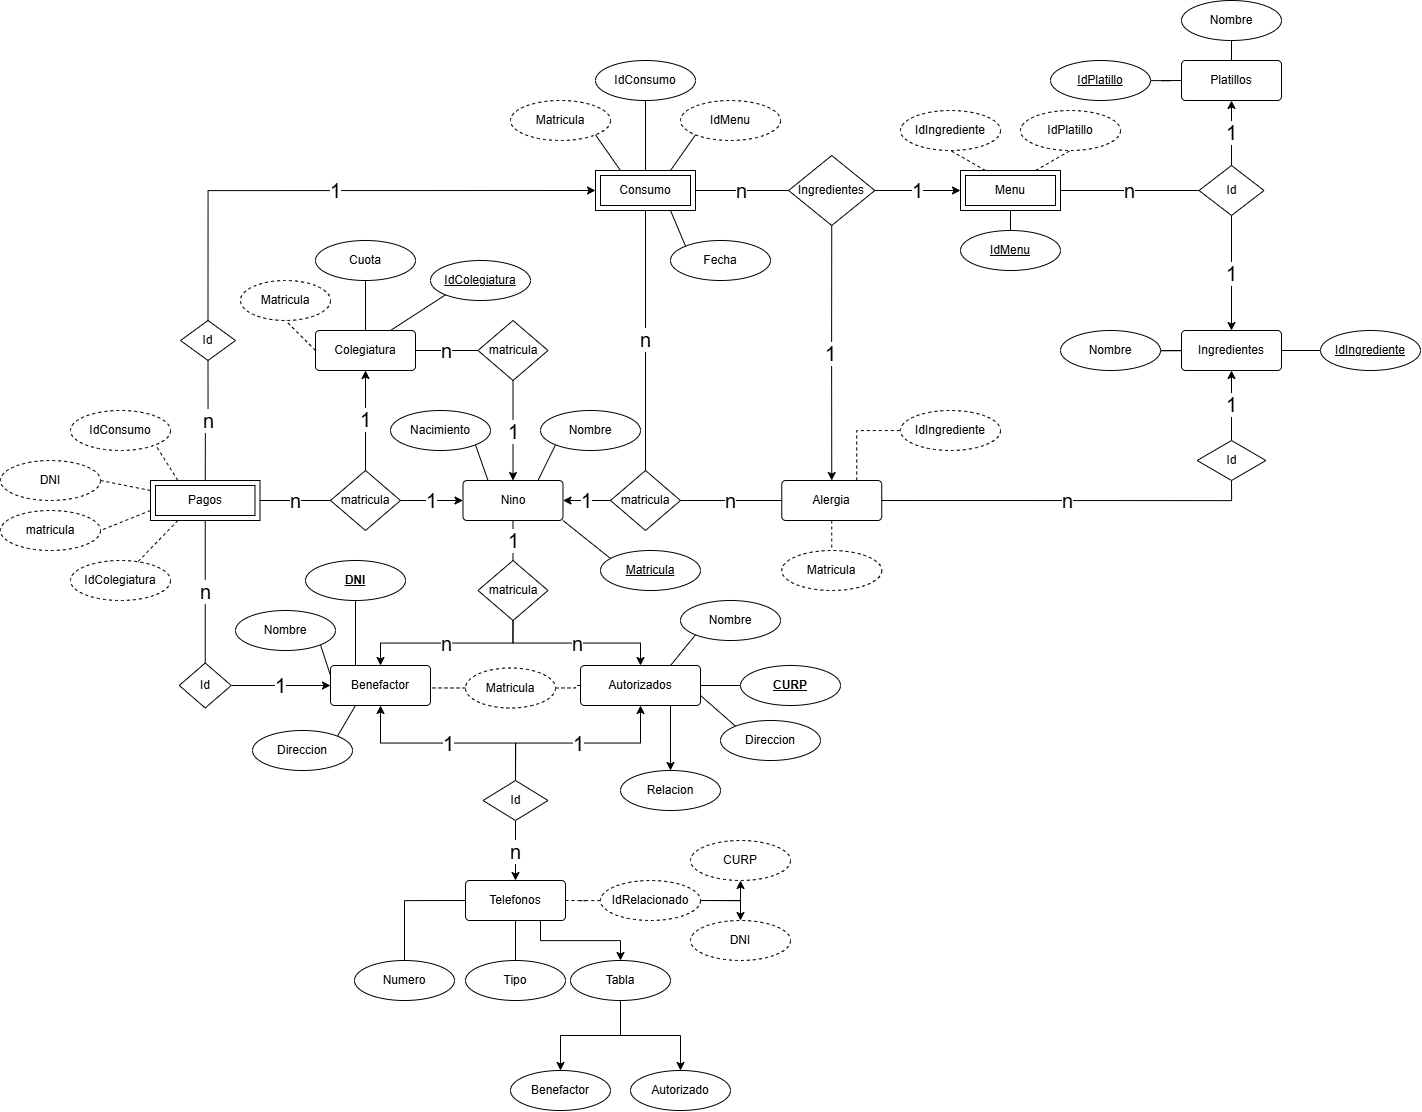 Nombre
IdPlatillo
Platillos
IdConsumo
Matricula
IdMenu
IdIngrediente
IdPlatillo
1
1
Consumo
n
Ingredientes
1
Menu
n
Id
Fecha
IdMenu
Cuota
IdColegiatura
1
Matricula
Id
Colegiatura
n
matricula
n
1
Nombre
Ingredientes
IdIngrediente
n
1
1
1
IdConsumo
Nacimiento
Nombre
IdIngrediente
Id
DNI
Pagos
n
matricula
1
Nino
1
matricula
n
Alergia
n
matricula
1
IdColegiatura
DNI
Matricula
Matricula
n
matricula
Nombre
Nombre
n
n
Id
1
Benefactor
Matricula
Autorizados
CURP
Direccion
1
1
Direccion
Id
Relacion
n
CURP
Telefonos
IdRelacionado
DNI
Numero
Tipo
Tabla
Benefactor
Autorizado